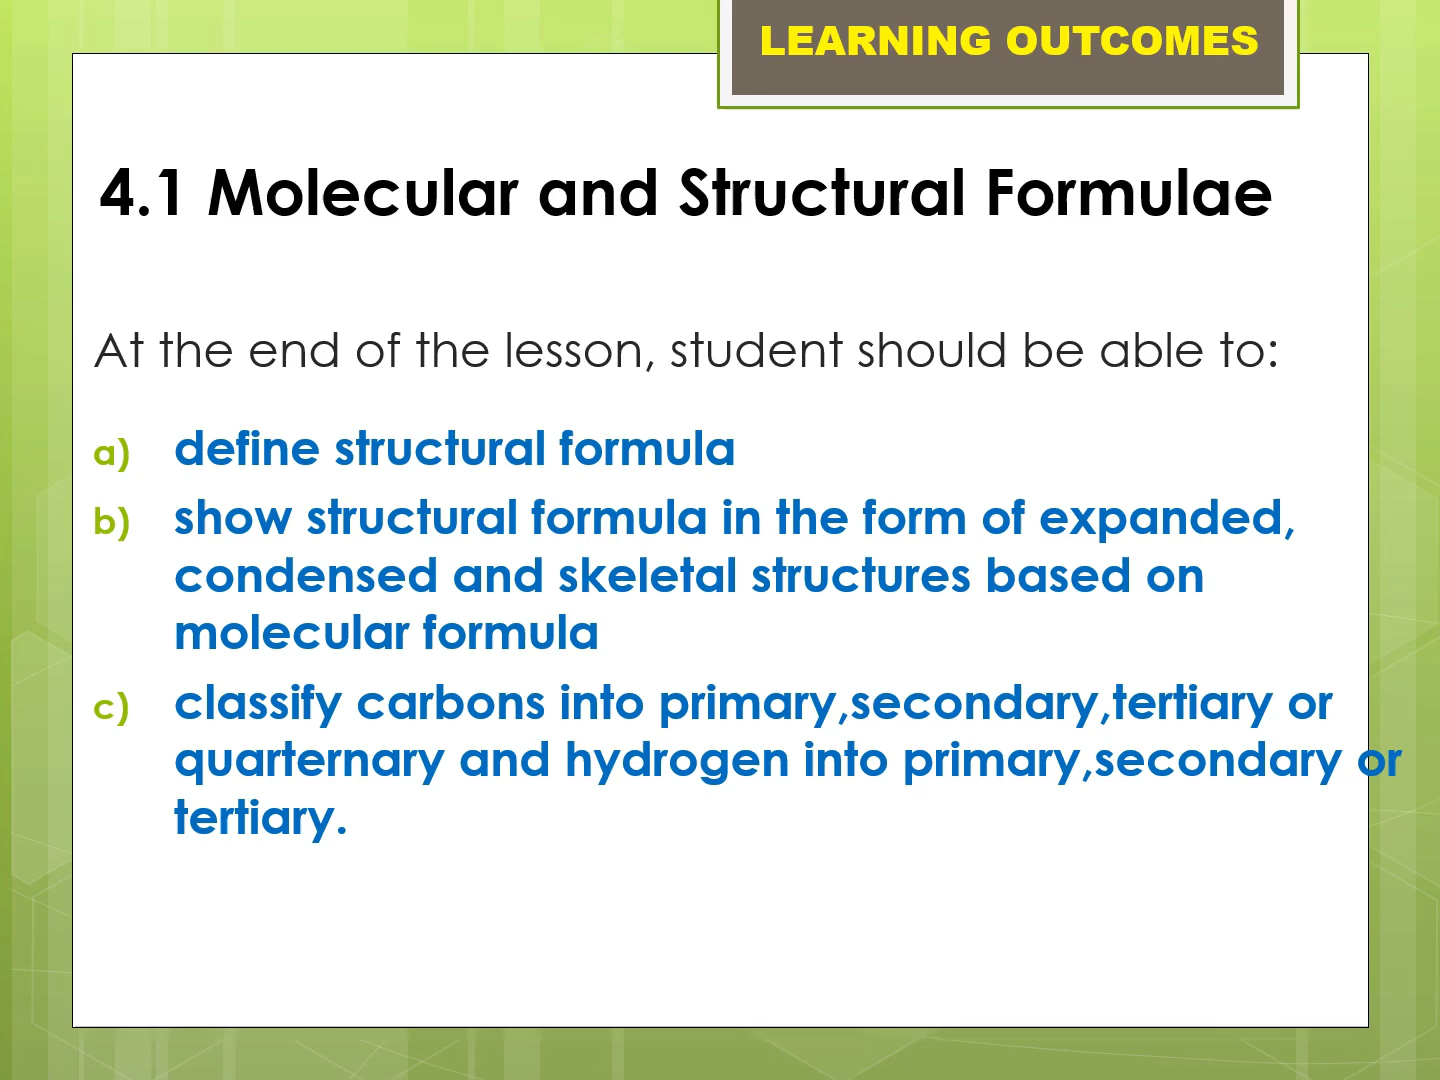 LEARNING OUTCOMES
4.1 Molecular and Structural Formulae
At the end of the lesson, student should be able to:
a) define structural formula
b) show structural formula in the form of expanded,
condensed and skeletal structures based on
molecular formula
c) classify carbons into primary,secondary,tertiary or
quarternary and hydrogen into primary,secondary or
tertiary.